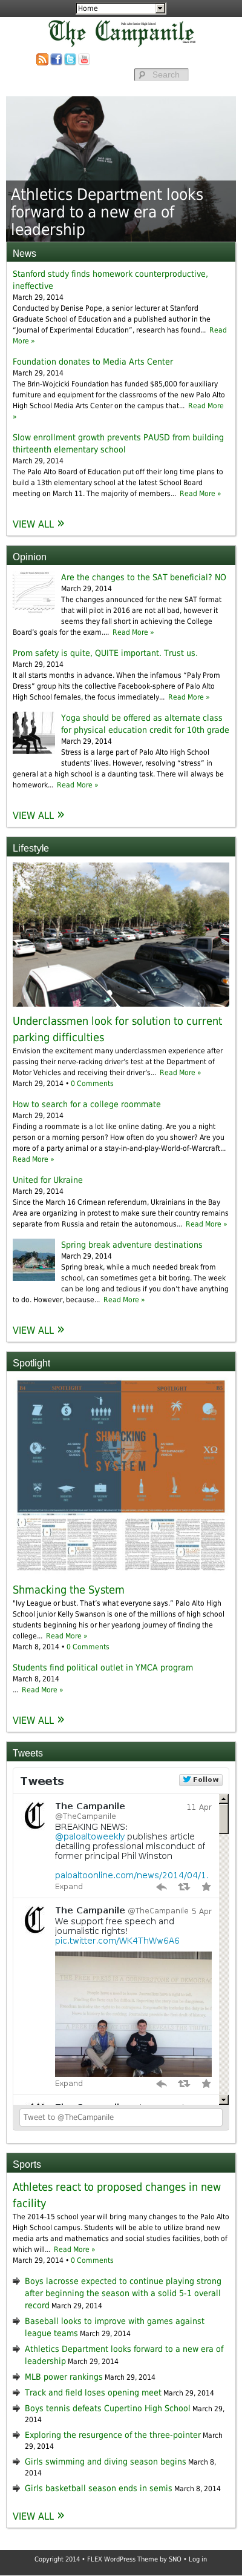 Home
Palo Alto Senior High School
The Campanile
Search
Athletics Department looks
forward to a new era of
leadership
News
Stanford study finds homework counterproductive,
ineffective
March 29, 2014
Conducted by Denise Pope, a senior lecturer at Stanford
Graduate School of Education and a published author in the
“Journal of Experimental Education”, research has found... Read
More »
Foundation donates to Media Arts Center
March 29, 2014
The Brin-Wojcicki Foundation has funded $85,000 for auxiliary
furniture and equipment for the classrooms of the new Palo Alto
High School Media Arts Center on the campus that... Read More
»
Slow enrollment growth prevents PAUSD from building
thirteenth elementary school
March 29, 2014
The Palo Alto Board of Education put off their long time plans to
build a 13th elementary school at the latest School Board
meeting on March 11. The majority of members... Read More »
VIEW ALL »
Opinion
Are the changes to the SAT beneficial? NO
March 29, 2014
The changes announced for the new SAT format
that will pilot in 2016 are not all bad, however it
seems they fall short in achieving the College
Board’s goals for the exam.... Read More »
Prom safety is quite, QUITE important. Trust us.
March 29, 2014
It all starts months in advance. When the infamous “Paly Prom
Dress” group hits the collective Facebook-sphere of Palo Alto
High School females, the focus immediately... Read More »
Yoga should be offered as alternate class
for physical education credit for 10th grade
March 29, 2014
Stress is a large part of Palo Alto High School
students’ lives. However, resolving “stress” in
general at a high school is a daunting task. There will always be
homework... Read More »
VIEW ALL »
Lifestyle
Underclassmen look for solution to current
parking difficulties
Envision the excitement many underclassmen experience after
passing their behind-the-wheel driver’s test at the Department of
Motor Vehicles and receiving their driver’s... Read More »
March 29, 2014 • 0 Comments
How to search for a college roommate
March 29, 2014
Finding a roommate is a lot like online dating. Are you a night
person or a morning person? How often do you shower? Are you
more of a party animal or a stay-in-and-play-World-of-Warcraft...
Read More »
United for Ukraine
March 29, 2014
Since the March 16 Crimean referendum, Ukrainians in the Bay
Area are organizing in protest to make sure their country remains
separate from Russia and retain the autonomous... Read More »
Spring break adventure destinations
March 29, 2014
Spring break, while a much needed break from
school, can sometimes get a bit boring. The week
can be long and tedious if you don’t have anything
to do. However, because... Read More »
VIEW ALL »
Spotlight
SPOTLIGHT
SPOTLIGHT
SHMACKING
THE
SYSTEM
ΧΩ
Shmacking the System
“Ivy League or bust. That’s what everyone says.” Palo Alto High
School junior Kelly Swanson is one of the millions of high school
students beginning his or her yearlong journey of finding the
college... Read More »
March 8, 2014 • 0 Comments
Students find political outlet in YMCA program
March 8, 2014
... Read More »
VIEW ALL »
Tweets
Tweets
Follow
The Campanile
11 Apr
@TheCampanile
BREAKING NEWS:
@paloaltoweekly publishes article
detailing professional misconduct of
former principal Phil Winston
paloaltoonline.com/news/2014/04/1.
Expand
The Campanile @TheCampanile 5 Apr
We support free speech and
journalistic rights!
pic.twitter.com/WK4ThWw6A6
Expand
Tweet to @TheCampanile
Sports
Athletes react to proposed changes in new
facility
The 2014-15 school year will bring many changes to the Palo Alto
High School campus. Students will be able to utilize brand new
media arts and mathematics and social studies facilities, both of
which will... Read More »
March 29, 2014 • 0 Comments
Boys lacrosse expected to continue playing strong
after beginning the season with a solid 5-1 overall
record March 29, 2014
Baseball looks to improve with games against
league teams March 29, 2014
Athletics Department looks forward to a new era of
leadership March 29, 2014
MLB power rankings March 29, 2014
Track and field loses opening meet March 29, 2014
Boys tennis defeats Cupertino High School March 29,
2014
Exploring the resurgence of the three-pointer March
29, 2014
Girls swimming and diving season begins March 8,
2014
Girls basketball season ends in semis March 8, 2014
VIEW ALL »
Copyright 2014 • FLEX WordPress Theme by SNO • Log in